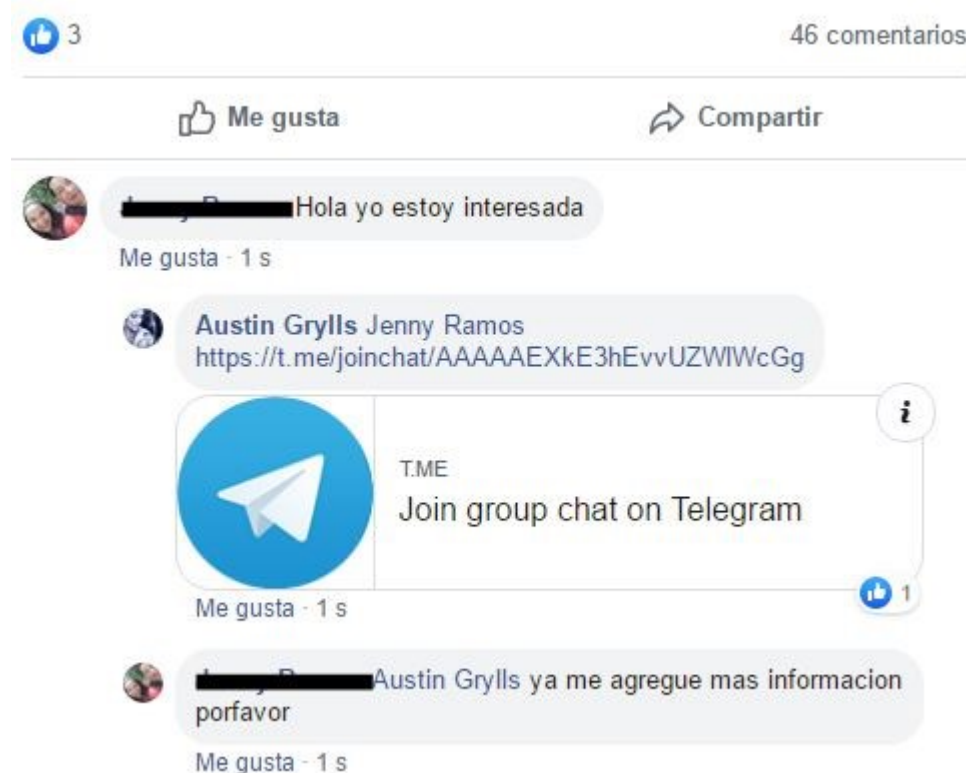 3
46 comentarios
Me gusta
Compartir
Hola yo estoy interesada
Me gusta · 1 s
Austin Grylls Jenny Ramos
https://t.me/joinchat/AAAAAEXkE3hEvvUZWlWcGg
T.ME
Join group chat on Telegram
1
Me gusta · 1 s
Austin Grylls ya me agregue mas informacion
porfavor
Me gusta · 1 s